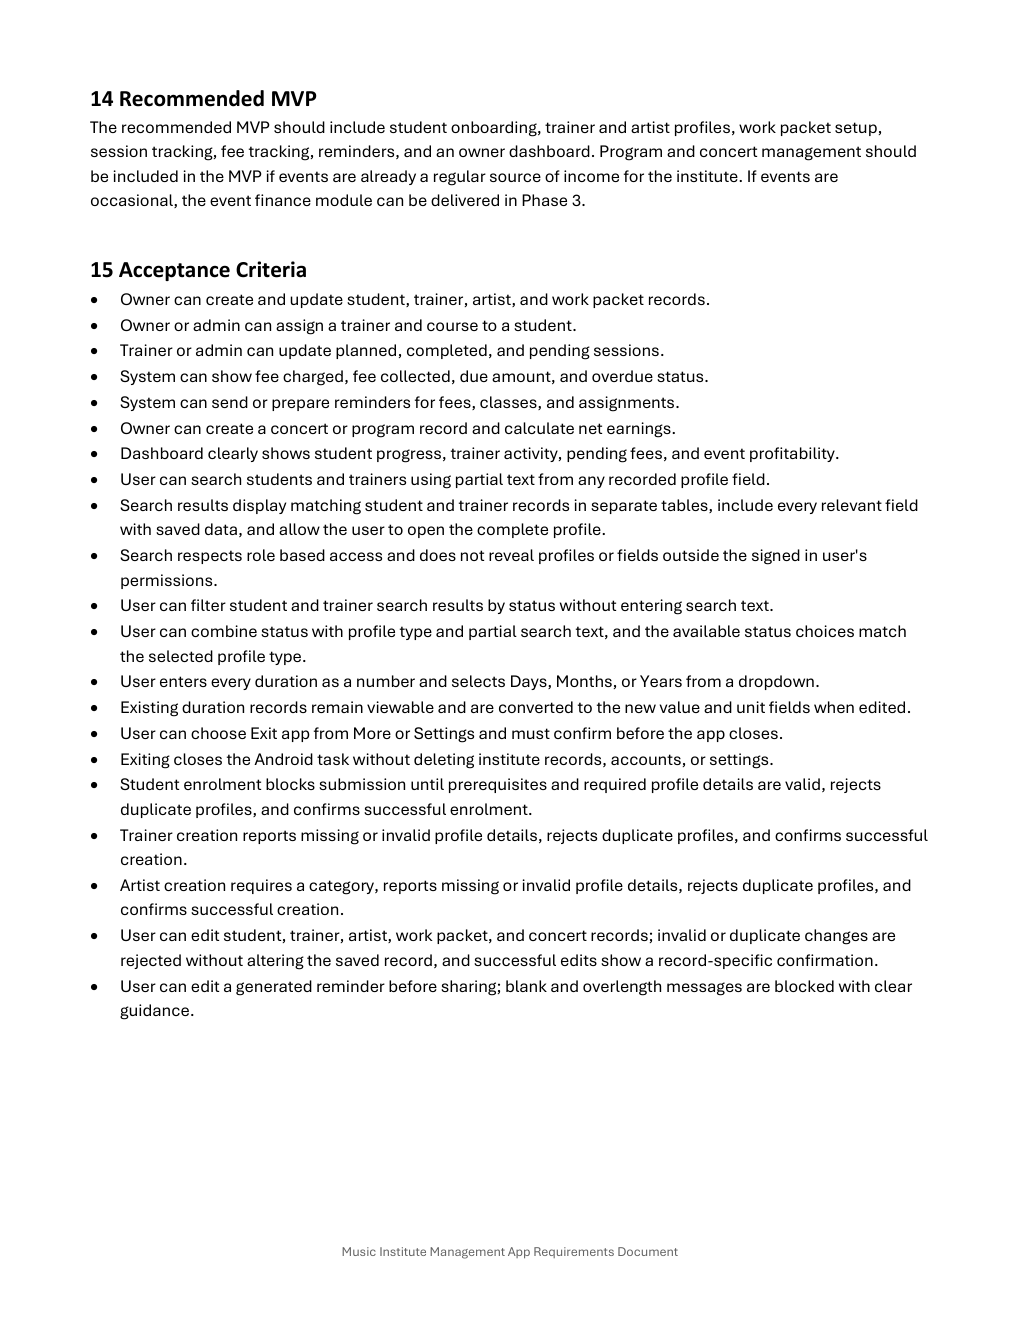 14 Recommended MVP
The recommended MVP should include student onboarding, trainer and artist profiles, work packet setup,
session tracking, fee tracking, reminders, and an owner dashboard. Program and concert management should
be included in the MVP if events are already a regular source of income for the institute. If events are
occasional, the event finance module can be delivered in Phase 3.
15 Acceptance Criteria
• Owner can create and update student, trainer, artist, and work packet records.
• Owner or admin can assign a trainer and course to a student.
• Trainer or admin can update planned, completed, and pending sessions.
• System can show fee charged, fee collected, due amount, and overdue status.
• System can send or prepare reminders for fees, classes, and assignments.
• Owner can create a concert or program record and calculate net earnings.
• Dashboard clearly shows student progress, trainer activity, pending fees, and event profitability.
• User can search students and trainers using partial text from any recorded profile field.
• Search results display matching student and trainer records in separate tables, include every relevant field
with saved data, and allow the user to open the complete profile.
• Search respects role based access and does not reveal profiles or fields outside the signed in user's
permissions.
• User can filter student and trainer search results by status without entering search text.
• User can combine status with profile type and partial search text, and the available status choices match
the selected profile type.
• User enters every duration as a number and selects Days, Months, or Years from a dropdown.
• Existing duration records remain viewable and are converted to the new value and unit fields when edited.
• User can choose Exit app from More or Settings and must confirm before the app closes.
• Exiting closes the Android task without deleting institute records, accounts, or settings.
• Student enrolment blocks submission until prerequisites and required profile details are valid, rejects
duplicate profiles, and confirms successful enrolment.
• Trainer creation reports missing or invalid profile details, rejects duplicate profiles, and confirms successful
creation.
• Artist creation requires a category, reports missing or invalid profile details, rejects duplicate profiles, and
confirms successful creation.
• User can edit student, trainer, artist, work packet, and concert records; invalid or duplicate changes are
rejected without altering the saved record, and successful edits show a record-specific confirmation.
• User can edit a generated reminder before sharing; blank and overlength messages are blocked with clear
guidance.
Music Institute Management App Requirements Document